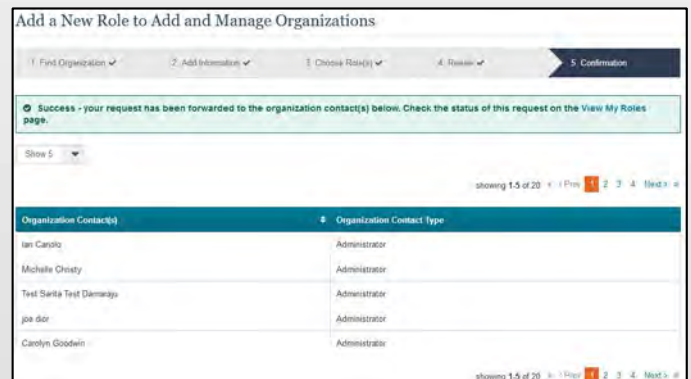 Add a New Role to Add and Manage Organizations
1. Find Organization ✔ 2. Add Information ✔ 3. Choose Role(s) ✔ 4. Review ✔ 5. Confirmation
Success - your request has been forwarded to the organization contact(s) below. Check the status of this request on the View My Roles
page.
Show 5
showing 1-5 of 20 « ‹ Prev 1 2 3 4 Next › »
Organization Contact(s) Organization Contact Type
Ian Administrator
Michelle Christy Administrator
Test Sarita Test Damaraju Administrator
joa dior Administrator
Carolyn Goodwin Administrator
showing 1-5 of 20 « ‹ Prev 1 2 3 4 Next › »